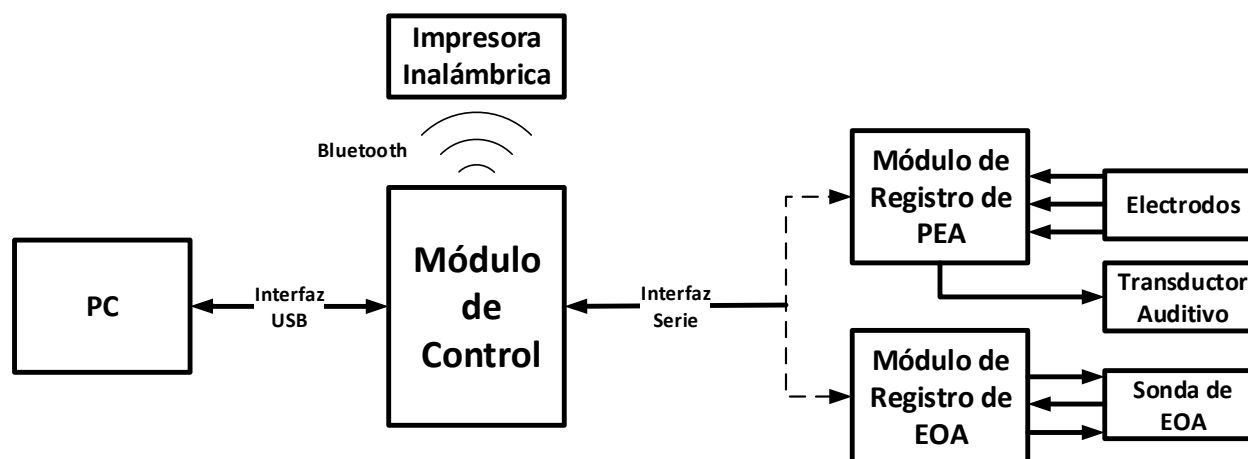 Impresora
Inalámbrica
Bluetooth
PC
Interfaz
USB
Módulo
de
Control
Interfaz
Serie
Módulo de
Registro de
PEA
Electrodos
Transductor
Auditivo
Módulo de
Registro de
EOA
Sonda de
EOA